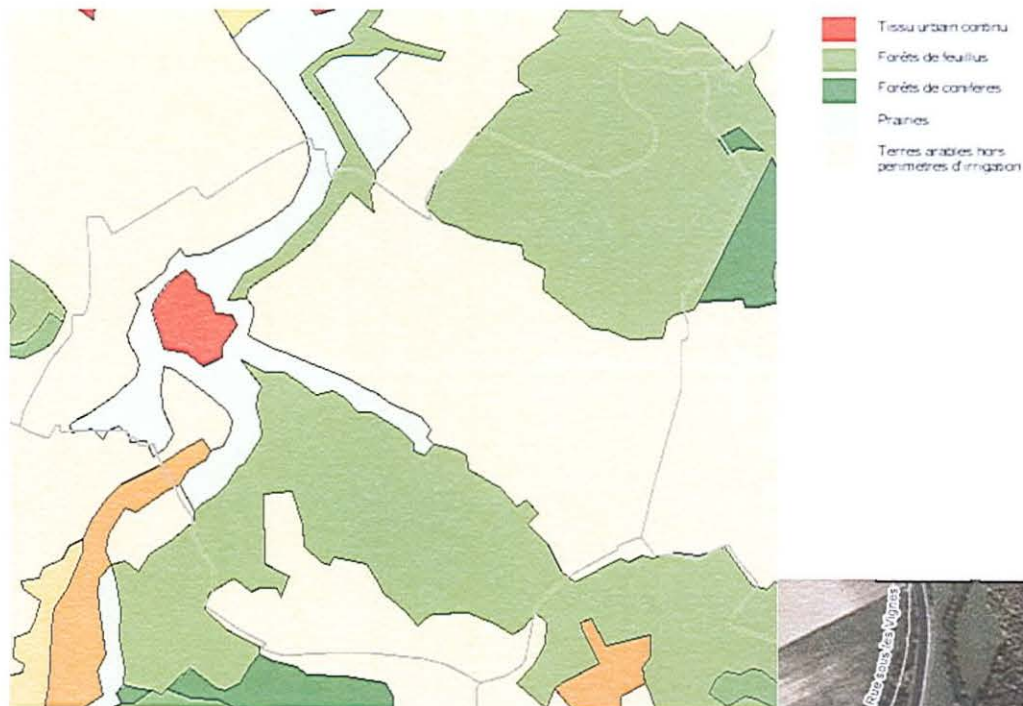 Tissu urbain continu
Forêts de feuillus
Forêts de conifères
Prairies
Terres arables hors
périmètres d'irrigation
Rue sous les Vignes